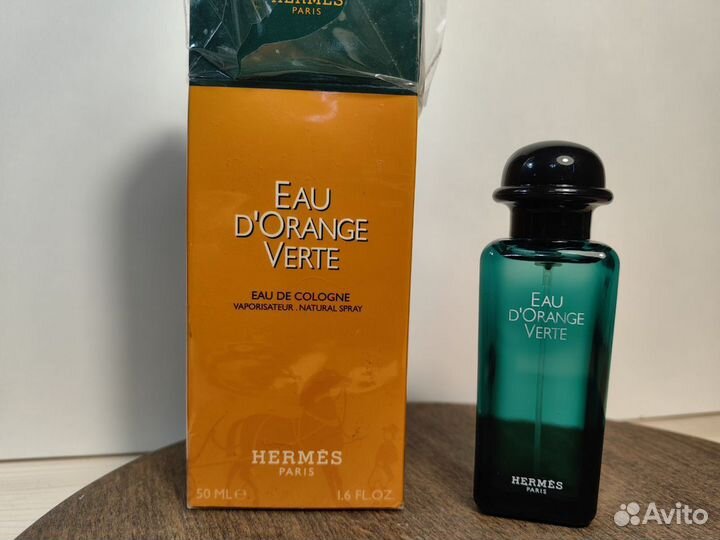 HERMÈS
PARIS
EAU
D'ORANGE
VERTE
EAU DE COLOGNE
VAPORISATEUR . NATURAL SPRAY
HERMÈS
PARIS
50 ML e 1.6 FL.OZ.
EAU
D'ORANGE
VERTE
HERMÈS
PARIS
Avito